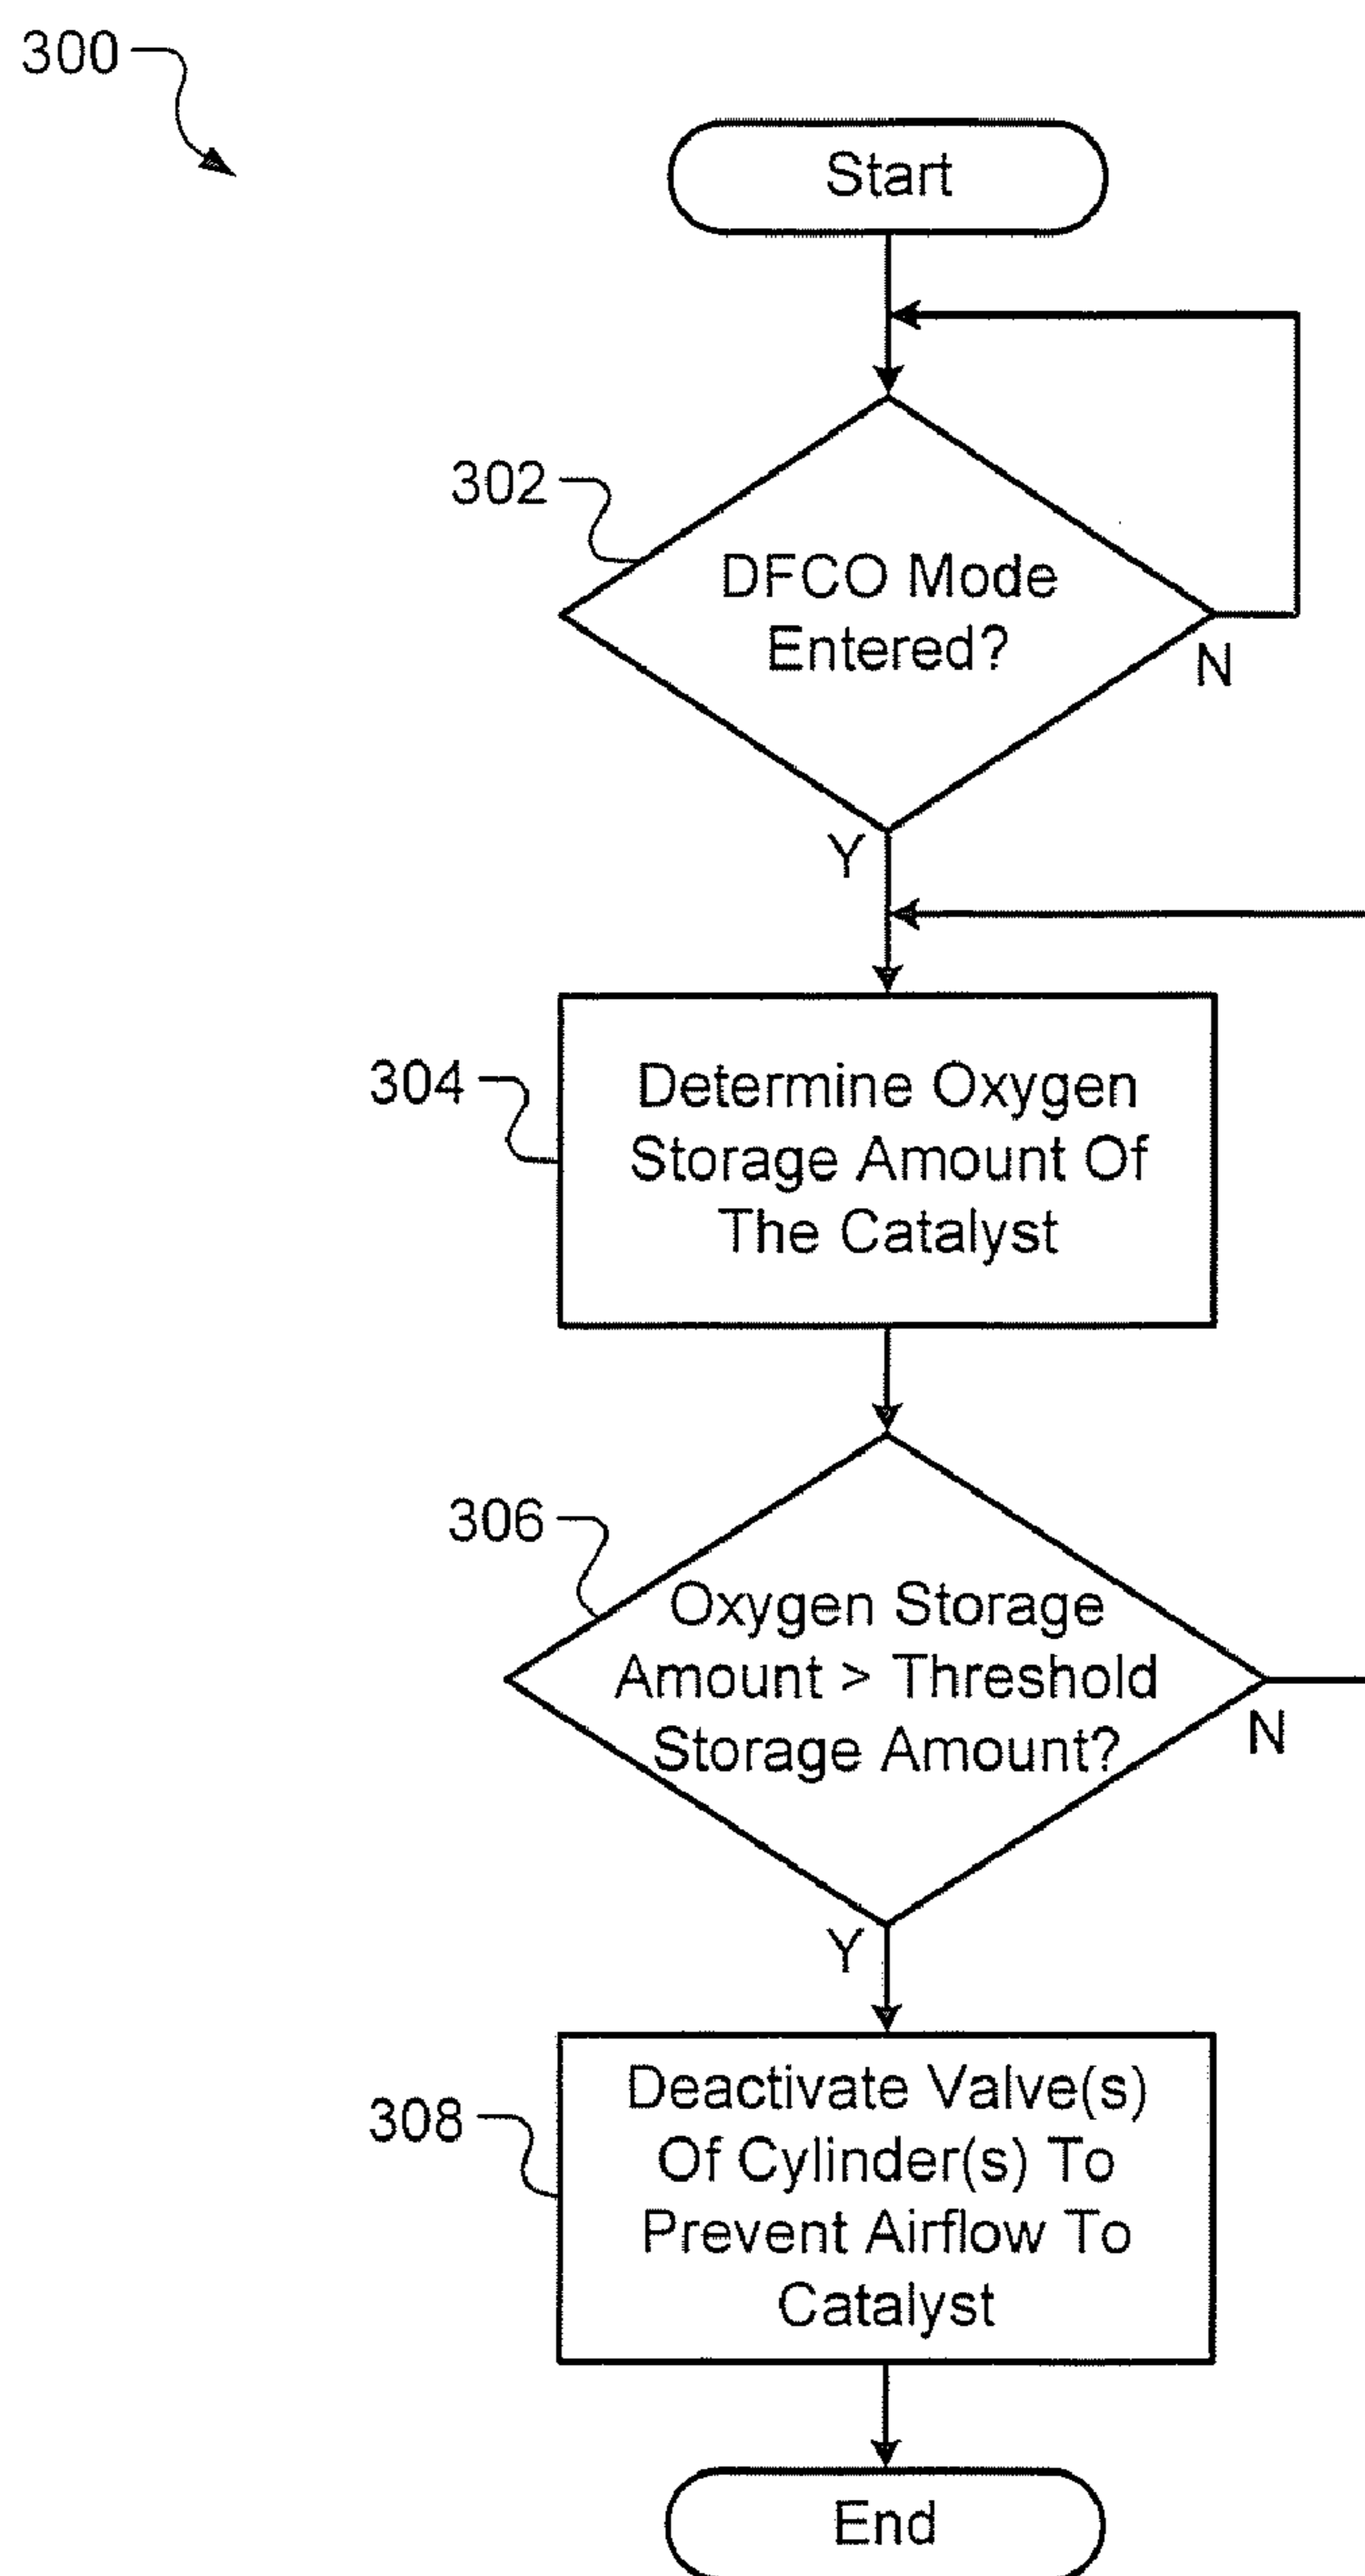 300
Start
302
DFCO Mode
Entered?
N
Y
304
Determine Oxygen
Storage Amount Of
The Catalyst
306
Oxygen Storage
Amount > Threshold
Storage Amount?
N
Y
308
Deactivate Valve(s)
Of Cylinder(s) To
Prevent Airflow To
Catalyst
End